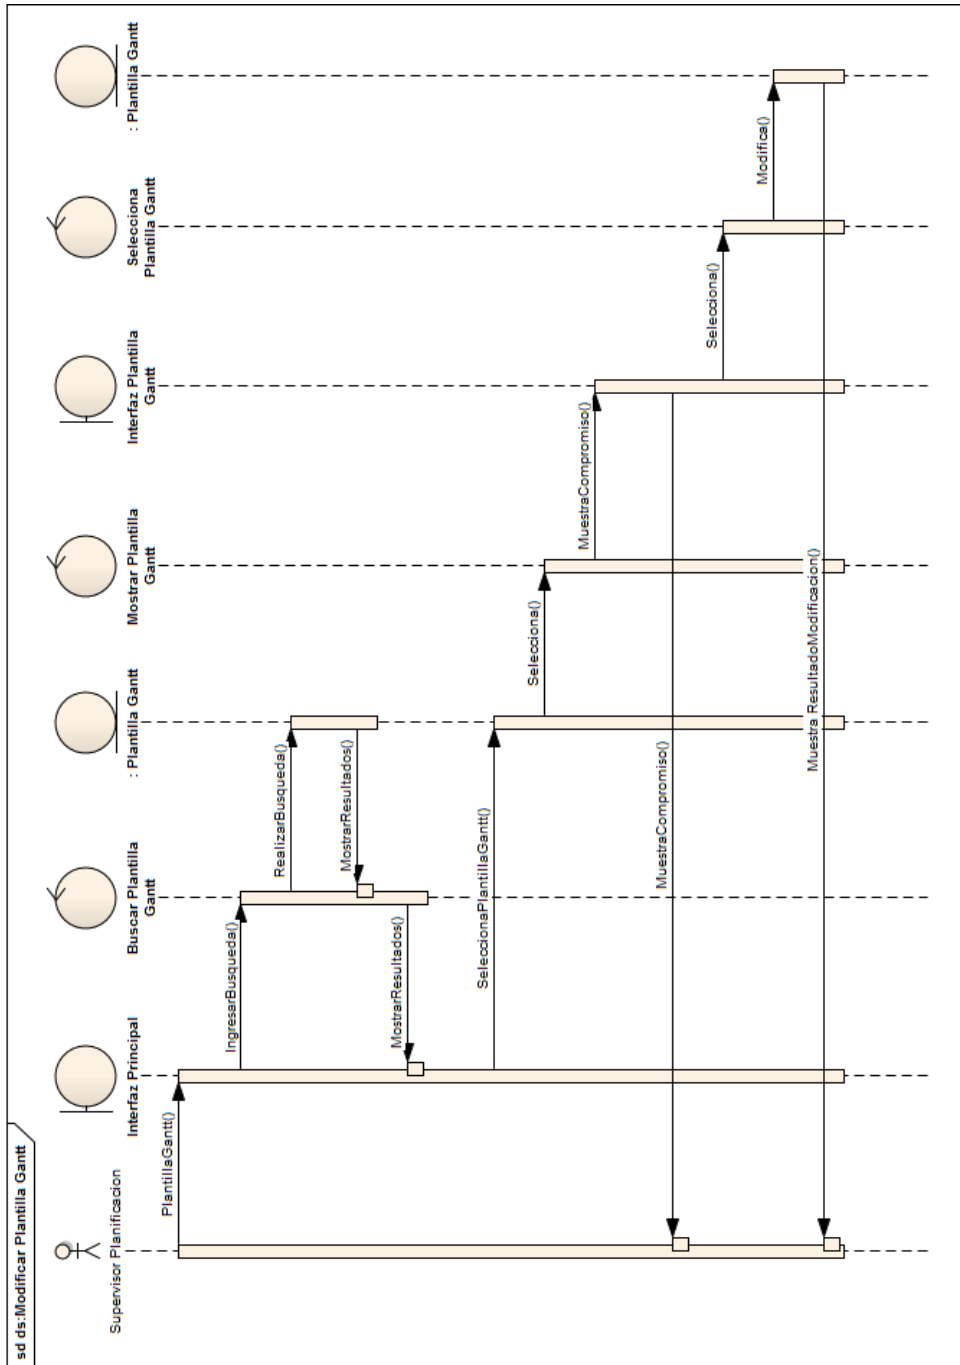 sd ds:Modificar Plantilla Gantt
Supervisor Planificacion
Interfaz Principal
Buscar Plantilla
Gantt
: Plantilla Gantt
Mostrar Plantilla
Gantt
Interfaz Plantilla
Gantt
Selecciona
Plantilla Gantt
: Plantilla Gantt
PlantillaGantt()
IngresarBusqueda()
RealizarBusqueda()
MostrarResultados()
MostrarResultados()
SeleccionaPlantillaGantt()
Selecciona()
MuestraCompromiso()
MuestraCompromiso()
Selecciona()
Modifica()
Muestra ResultadoModificacion()